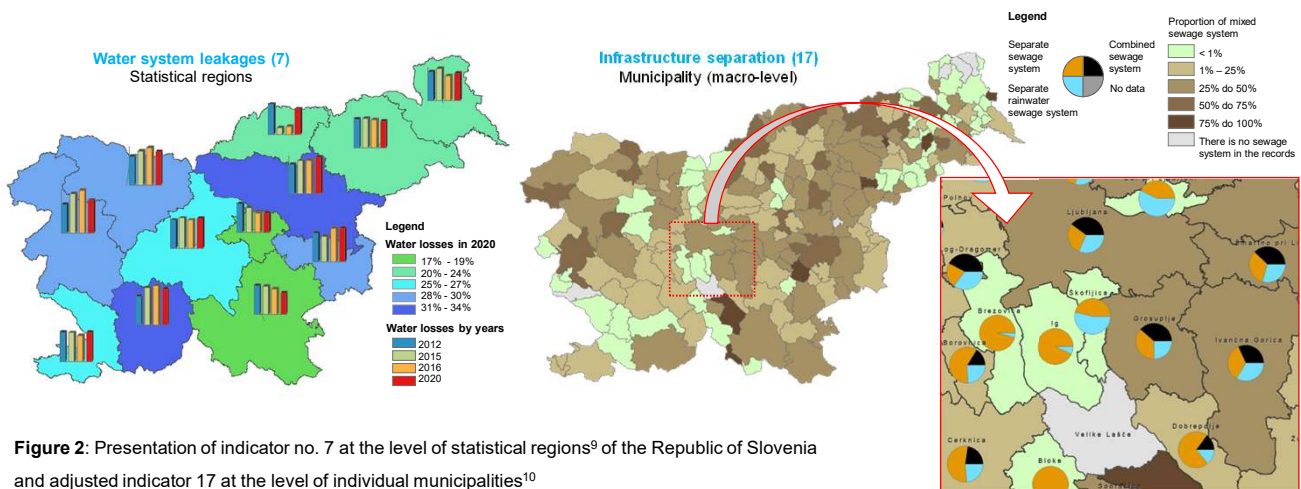 Water system leakages (7)
Statistical regions
Legend
Water losses in 2020
17% - 19%
20% - 24%
25% - 27%
28% - 30%
31% - 34%
Water losses by years
2012
2015
2016
2020
Infrastructure separation (17)
Municipality (macro-level)
Legend
Separate
sewage
system
Combined
sewage
system
Separate
rainwater
sewage system
No data
Proportion of mixed
sewage system
< 1%
1% – 25%
25% do 50%
50% do 75%
75% do 100%
There is no sewage
system in the records
Polho
Ljubljana
og-Dragomer
Šmartno pri Li
Škofljica
Brezovica
Ig
Grosuplje
Borovnica
Ivančna Gorica
Velike Lašče
Dobrepolje
Cerknica
Bloke
Figure 2: Presentation of indicator no. 7 at the level of statistical regions⁹ of the Republic of Slovenia
and adjusted indicator 17 at the level of individual municipalities¹⁰